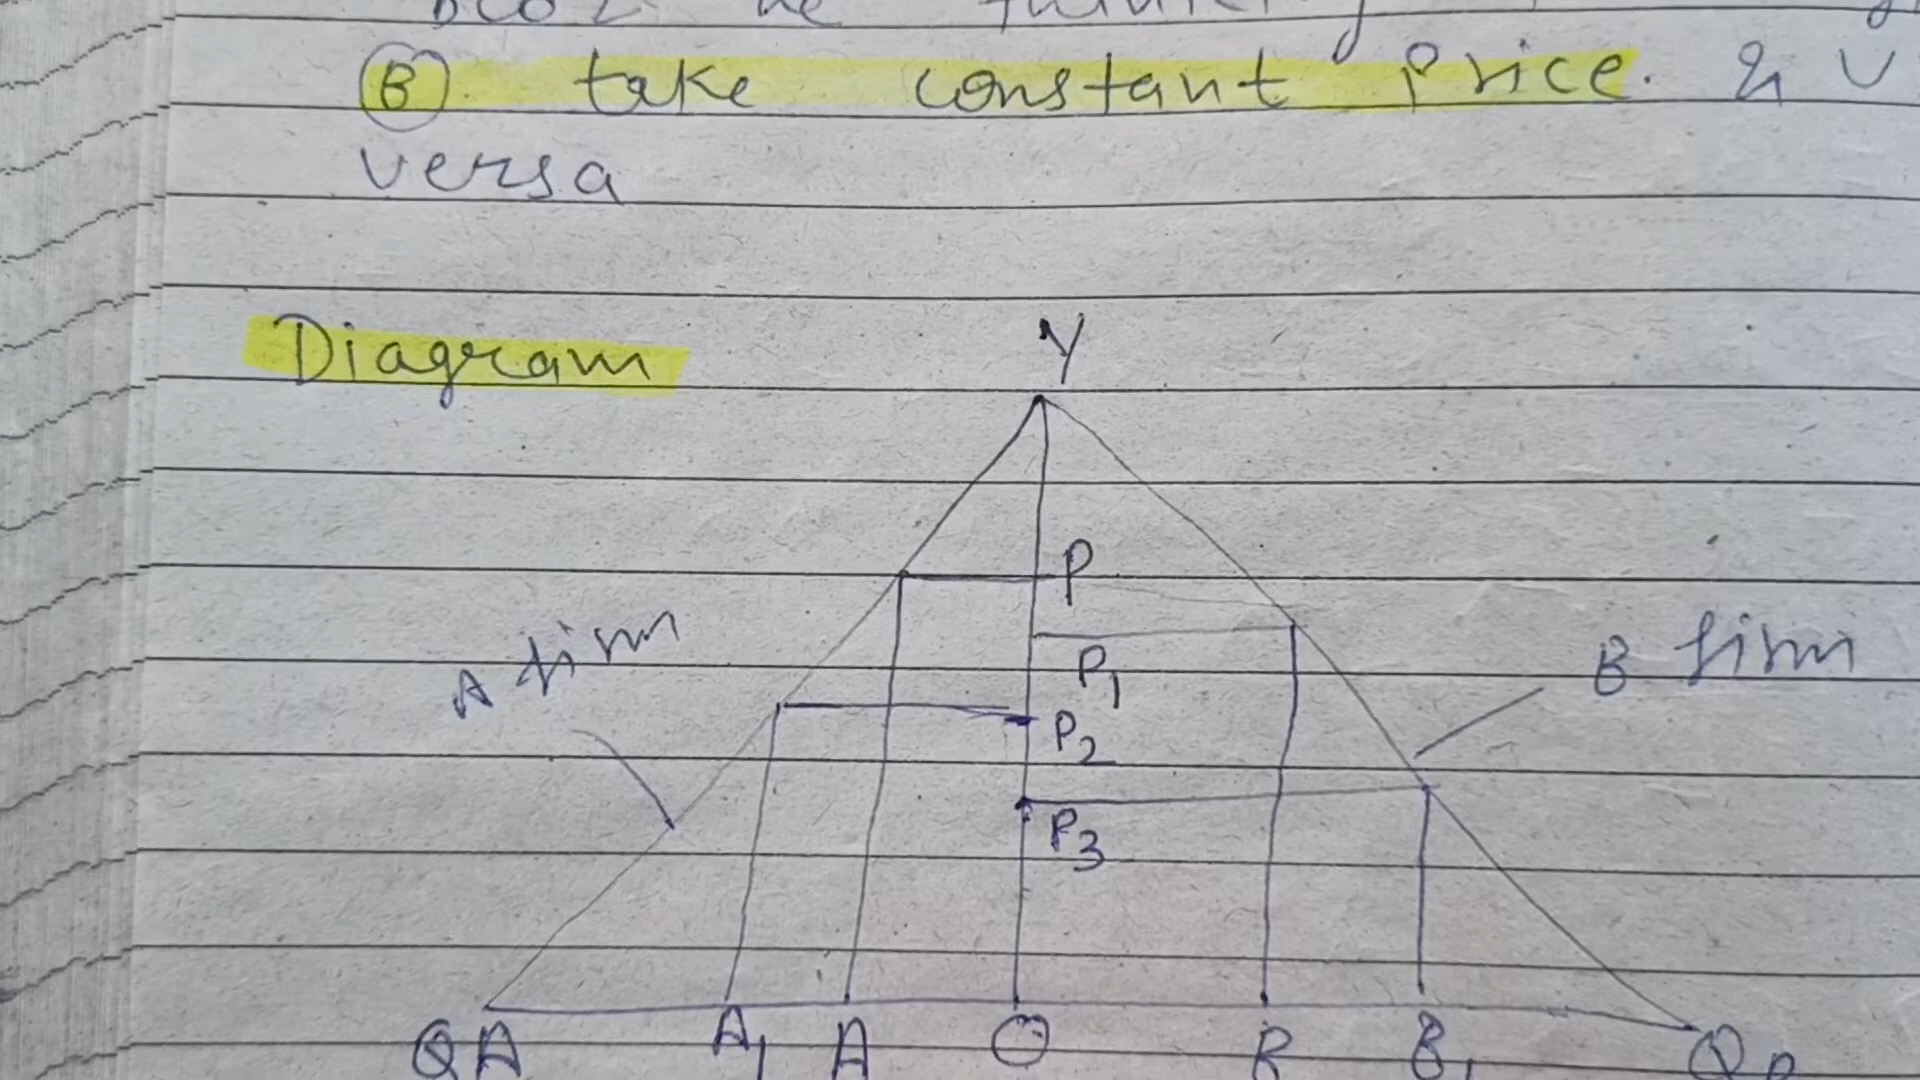 B take constant Price. &
versa
Diagram
Y
P
A firm
B firm
P1
P2
P3
QA A1 A O B B1